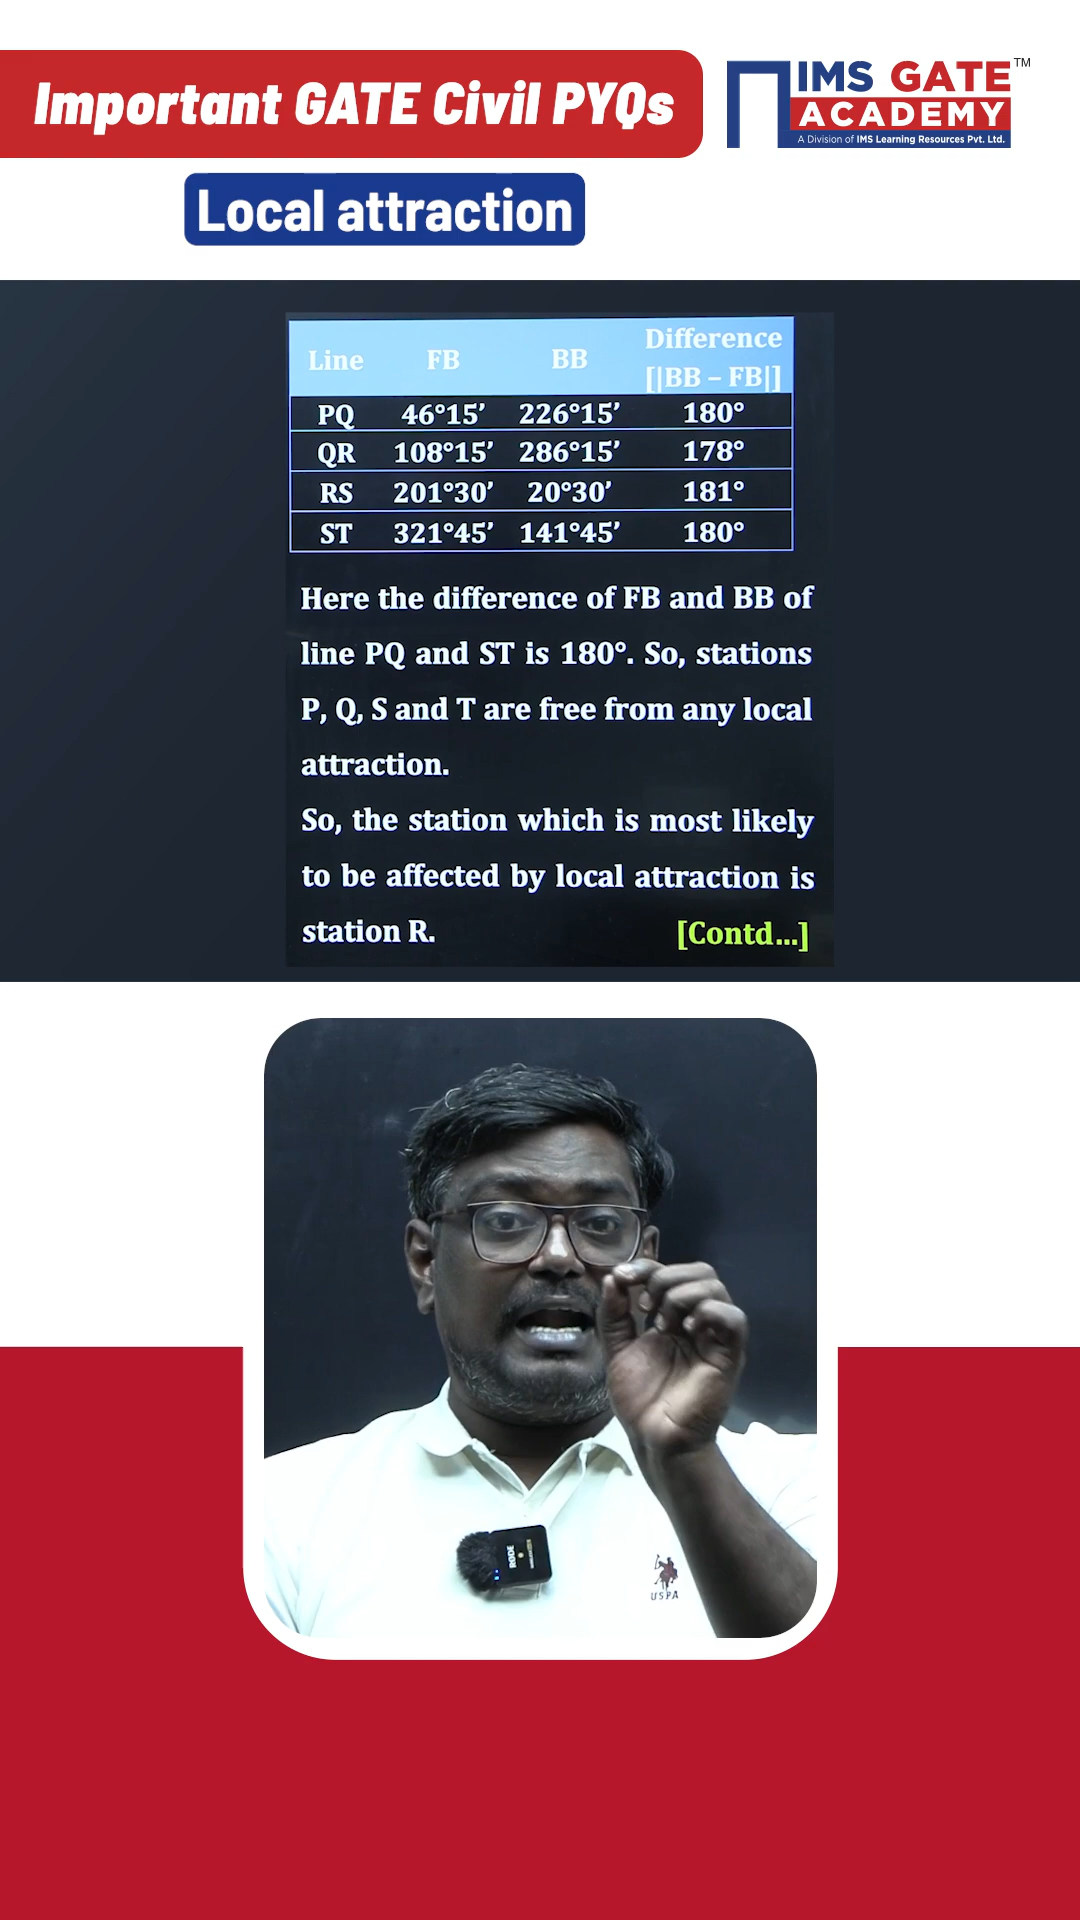 Important GATE Civil PYQs
IMS GATE TM
ACADEMY
A Division of IMS Learning Resources Pvt. Ltd.
Local attraction
Line FB BB Difference [|BB – FB|]
PQ 46°15’ 226°15’ 180°
QR 108°15’ 286°15’ 178°
RS 201°30’ 20°30’ 181°
ST 321°45’ 141°45’ 180°
Here the difference of FB and BB of
line PQ and ST is 180°. So, stations
P, Q, S and T are free from any local
attraction.
So, the station which is most likely
to be affected by local attraction is
station R. [Contd...]
RODE
USPA